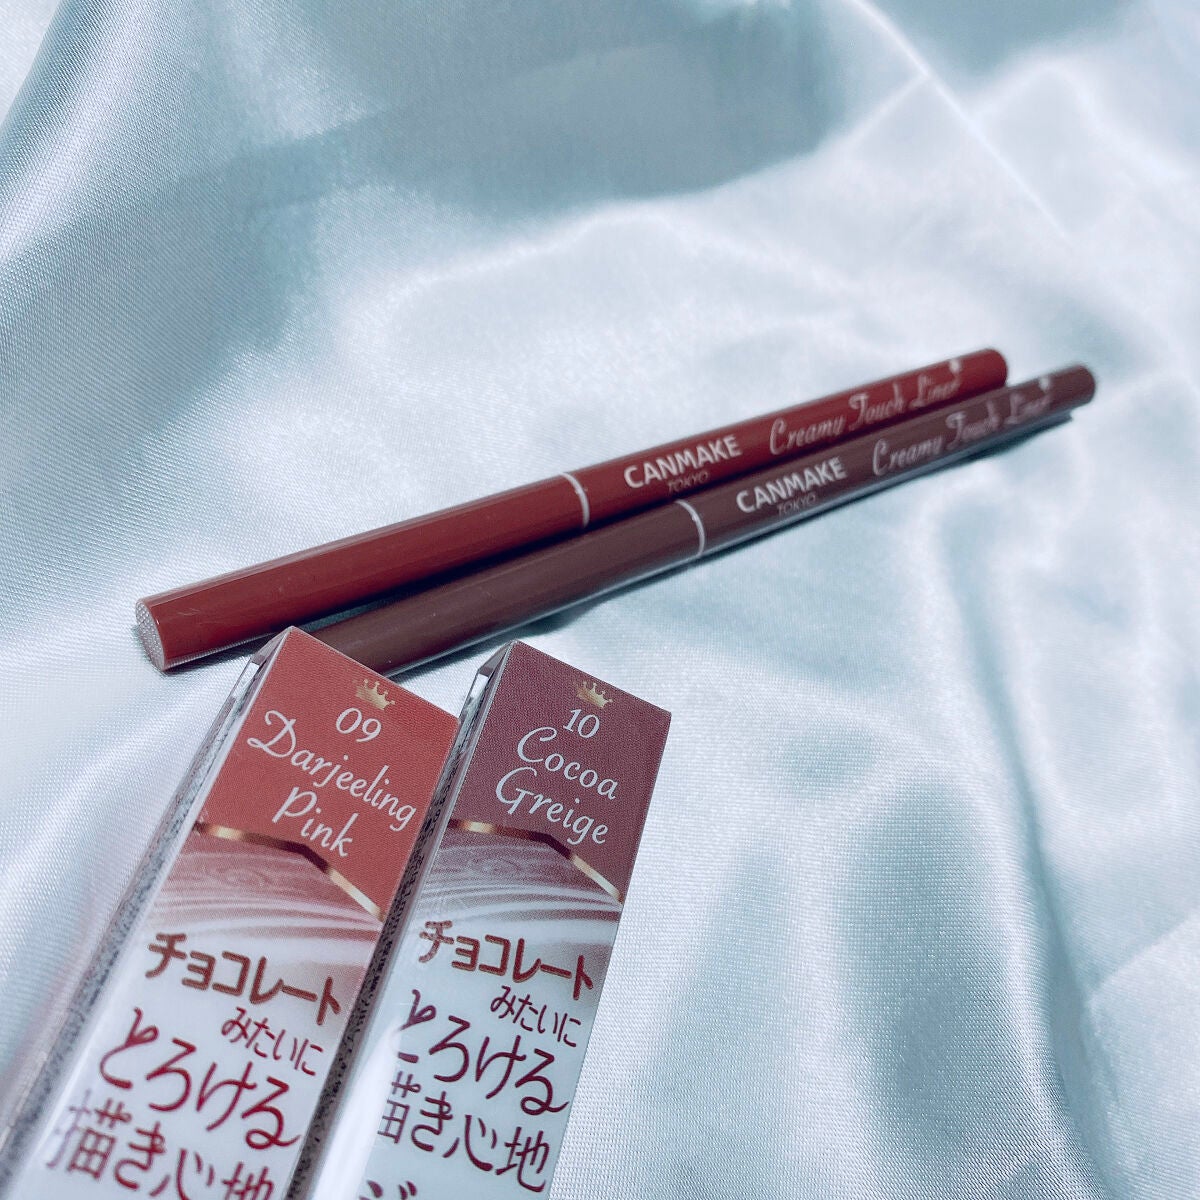 CANMAKE
TOKYO
Creamy Touch Liner
CANMAKE
TOKYO
Creamy Touch Liner
09
Darjeeling
Pink
チョコレート
みたいに
とろける
描き心地
10
Cocoa
Greige
チョコレート
みたいに
とろける
描き心地
ジ